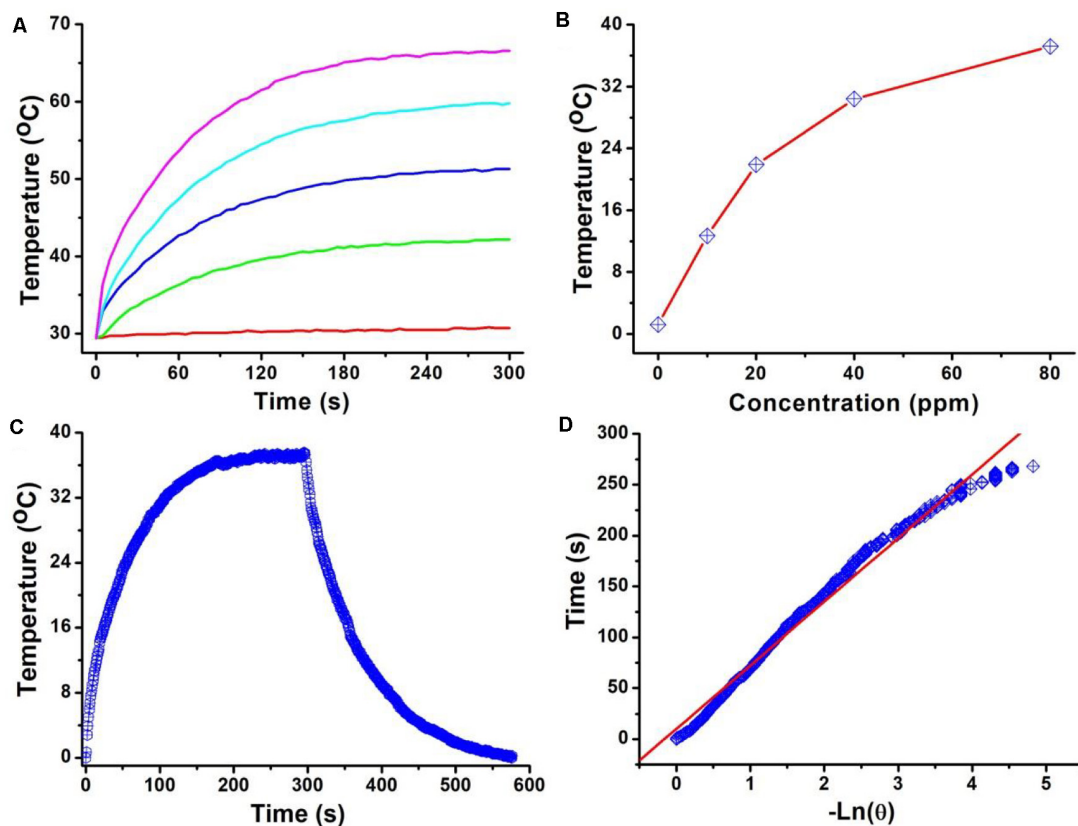 A
Temperature (°C)
70
60
50
40
30
0 60 120 180 240 300
Time (s)
B
Temperature (°C)
40
32
24
16
8
0
0 20 40 60 80
Concentration (ppm)
C
Temperature (°C)
40
32
24
16
8
0
0 100 200 300 400 500 600
Time (s)
D
Time (s)
300
250
200
150
100
50
0
0 1 2 3 4 5
-Ln(θ)